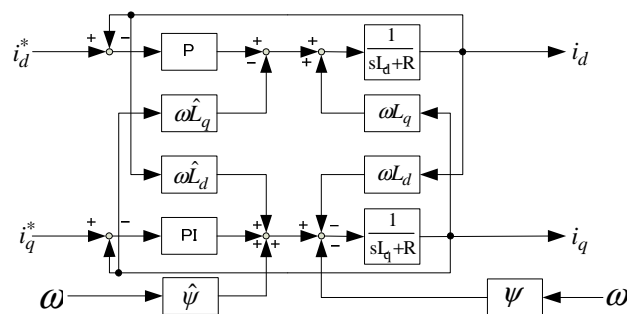 i_d^* + − P + − + + 1/(sL_d+R) i_d
ωL̂_q ωL_q
ωL̂_d ωL_d
i_q^* + − PI + + + + − − 1/(sL_q+R) i_q
ω ψ̂ ψ ω